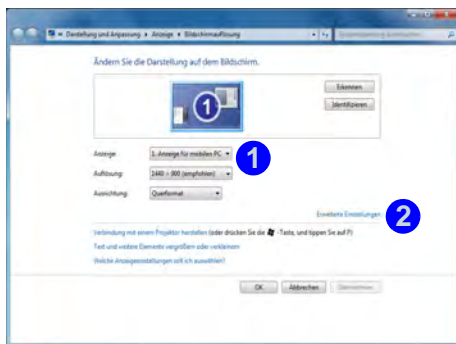 « Darstellung und Anpassung ▸ Anzeige ▸ Bildschirmauflösung
Ändern Sie die Darstellung auf dem Bildschirm.
1
Erkennen
Identifizieren
Anzeige: 1. Anzeige für mobilen PC
1
Auflösung: 1440 × 900 (empfohlen)
Ausrichtung: Querformat
Erweiterte Einstellungen
2
Verbindung mit einem Projektor herstellen (oder drücken Sie die -Taste, und tippen Sie auf P)
Text und weitere Elemente vergrößern oder verkleinern
Welche Anzeigeeinstellungen soll ich auswählen?
OK Abbrechen Übernehmen